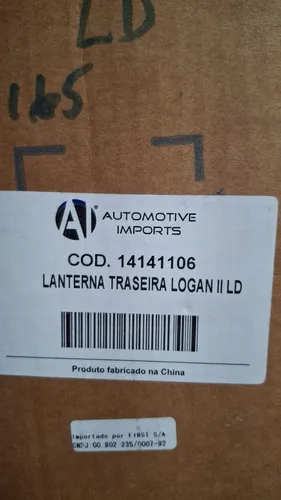 LD
165
AI AUTOMOTIVE
IMPORTS
COD. 14141106
LANTERNA TRASEIRA LOGAN II LD
Produto fabricado na China
Importado por FIRST S/A
CNPJ 00.802.235/0007-92